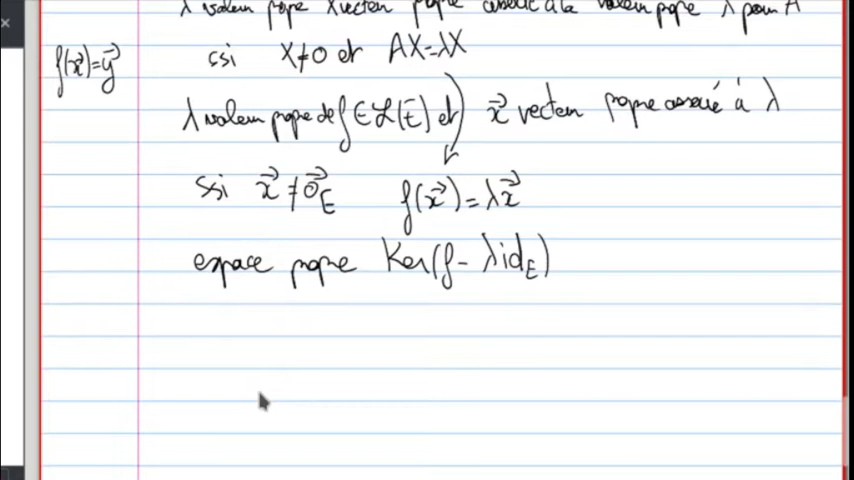 λ valeur propre X vecteur propre associé à la valeur propre λ pour A
f(x⃗)=y⃗
ssi X≠0 et AX=λX
λ valeur propre de f∈ℒ(E) et x⃗ vecteur propre associé à λ
ssi x⃗≠0⃗_E f(x⃗)=λx⃗
espace propre Ker(f-λid_E)